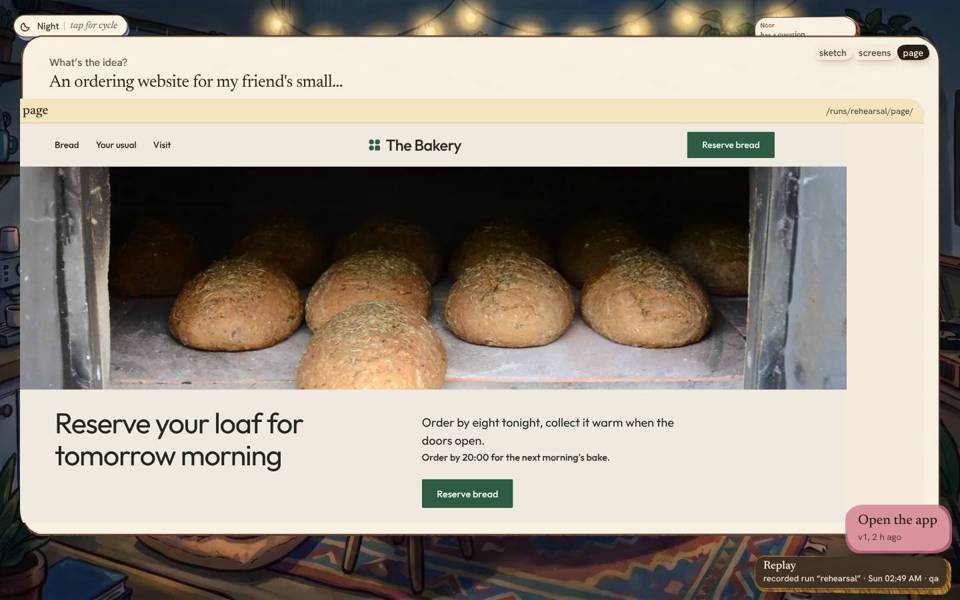 Night | tap for cycle
Noor
has a question
sketch screens page
What's the idea?
An ordering website for my friend's small...
page
/runs/rehearsal/page/
Bread Your usual Visit
The Bakery
Reserve bread
Reserve your loaf for
tomorrow morning
Order by eight tonight, collect it warm when the
doors open.
Order by 20:00 for the next morning's bake.
Reserve bread
Open the app
v1, 2 h ago
Replay
recorded run "rehearsal" · Sun 02:49 AM · qa